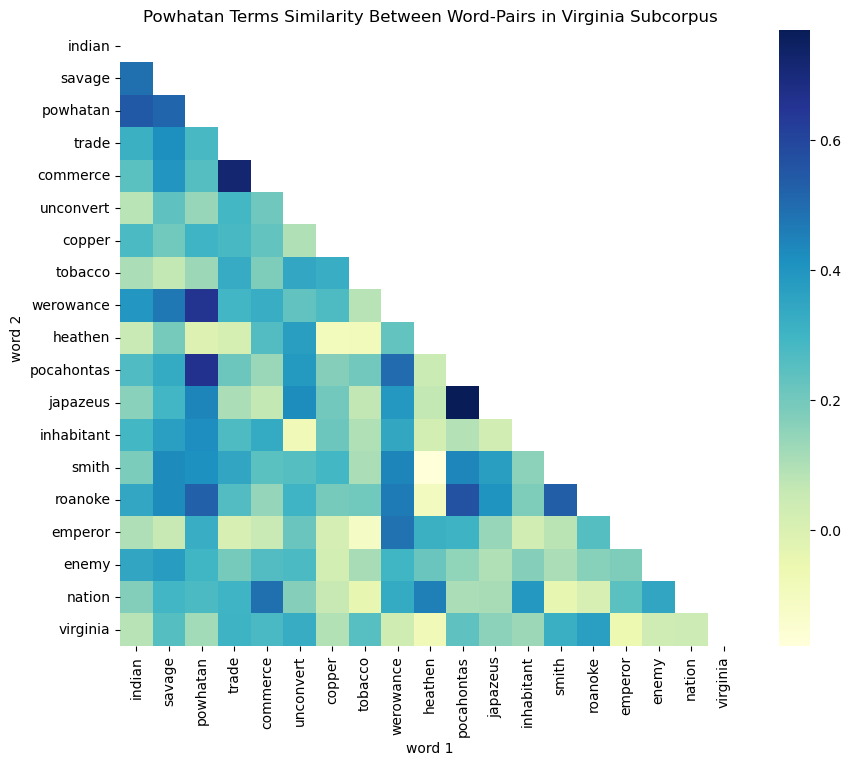 Powhatan Terms Similarity Between Word-Pairs in Virginia Subcorpus
word 2
indian
savage
powhatan
trade
commerce
unconvert
copper
tobacco
werowance
heathen
pocahontas
japazeus
inhabitant
smith
roanoke
emperor
enemy
nation
virginia
indian
savage
powhatan
trade
commerce
unconvert
copper
tobacco
werowance
heathen
pocahontas
japazeus
inhabitant
smith
roanoke
emperor
enemy
nation
virginia
word 1
0.6
0.4
0.2
0.0